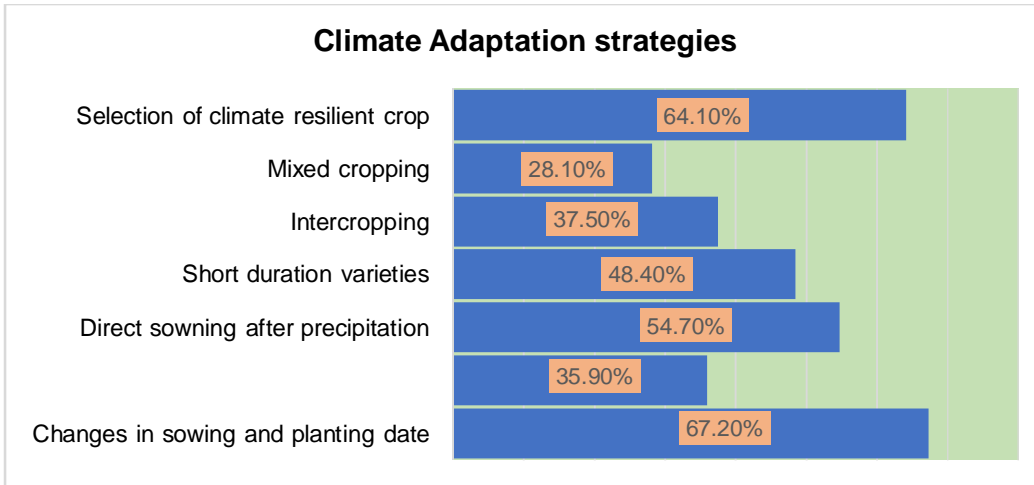 Climate Adaptation strategies
Selection of climate resilient crop
64.10%
Mixed cropping
28.10%
Intercropping
37.50%
Short duration varieties
48.40%
Direct sowning after precipitation
54.70%
35.90%
Changes in sowing and planting date
67.20%